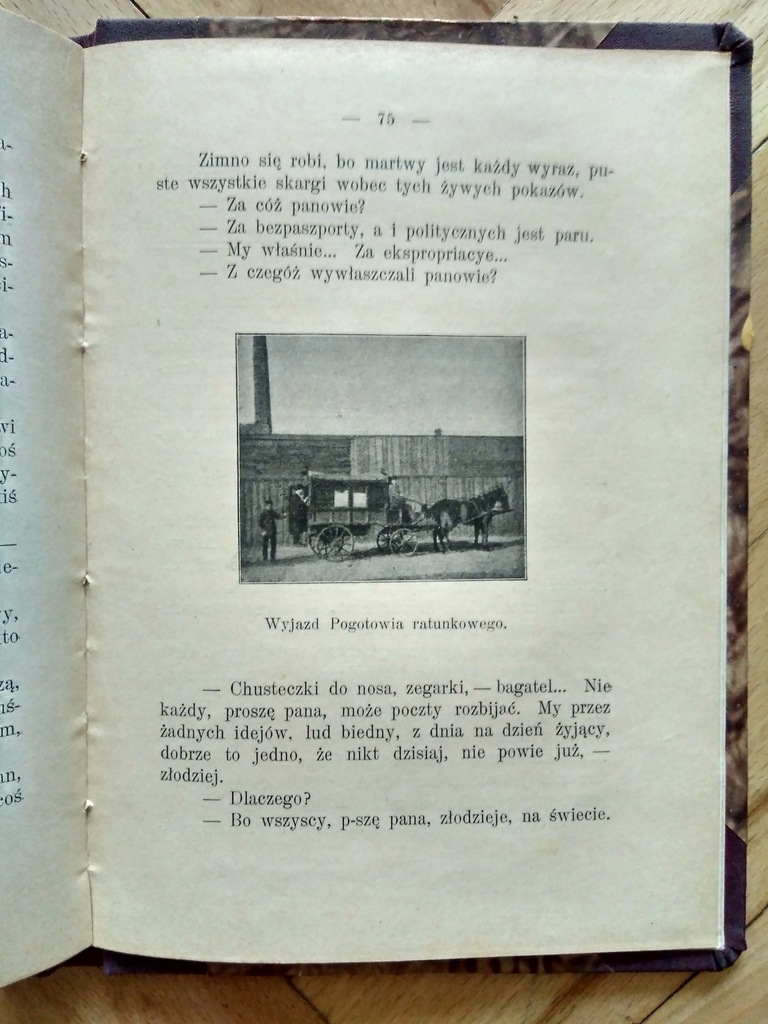 — 75 —
Zimno się robi, bo martwy jest każdy wyraz, pu-
ste wszystkie skargi wobec tych żywych pokazów.
— Za cóż panowie?
— Za bezpaszporty, a i politycznych jest paru.
— My właśnie... Za ekspropriacye...
— Z czegóż wywłaszczali panowie?
Wyjazd Pogotowia ratunkowego.
— Chusteczki do nosa, zegarki, — bagatel... Nie
każdy, proszę pana, może poczty rozbijać. My przez
żadnych idejów, lud biedny, z dnia na dzień żyjący,
dobrze to jedno, że nikt dzisiaj, nie powie już, —
złodziej.
— Dlaczego?
— Bo wszyscy, p-szę pana, złodzieje, na świecie.